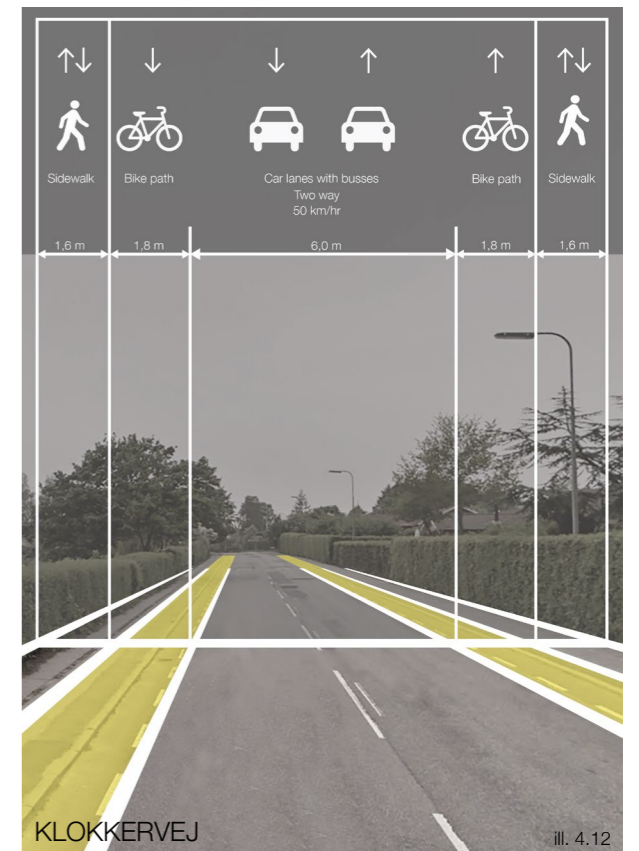 Sidewalk
Bike path
Car lanes with busses
Two way
50 km/hr
Bike path
Sidewalk
1,6 m
1,8 m
6,0 m
1,8 m
1,6 m
KLOKKERVEJ
ill. 4.12